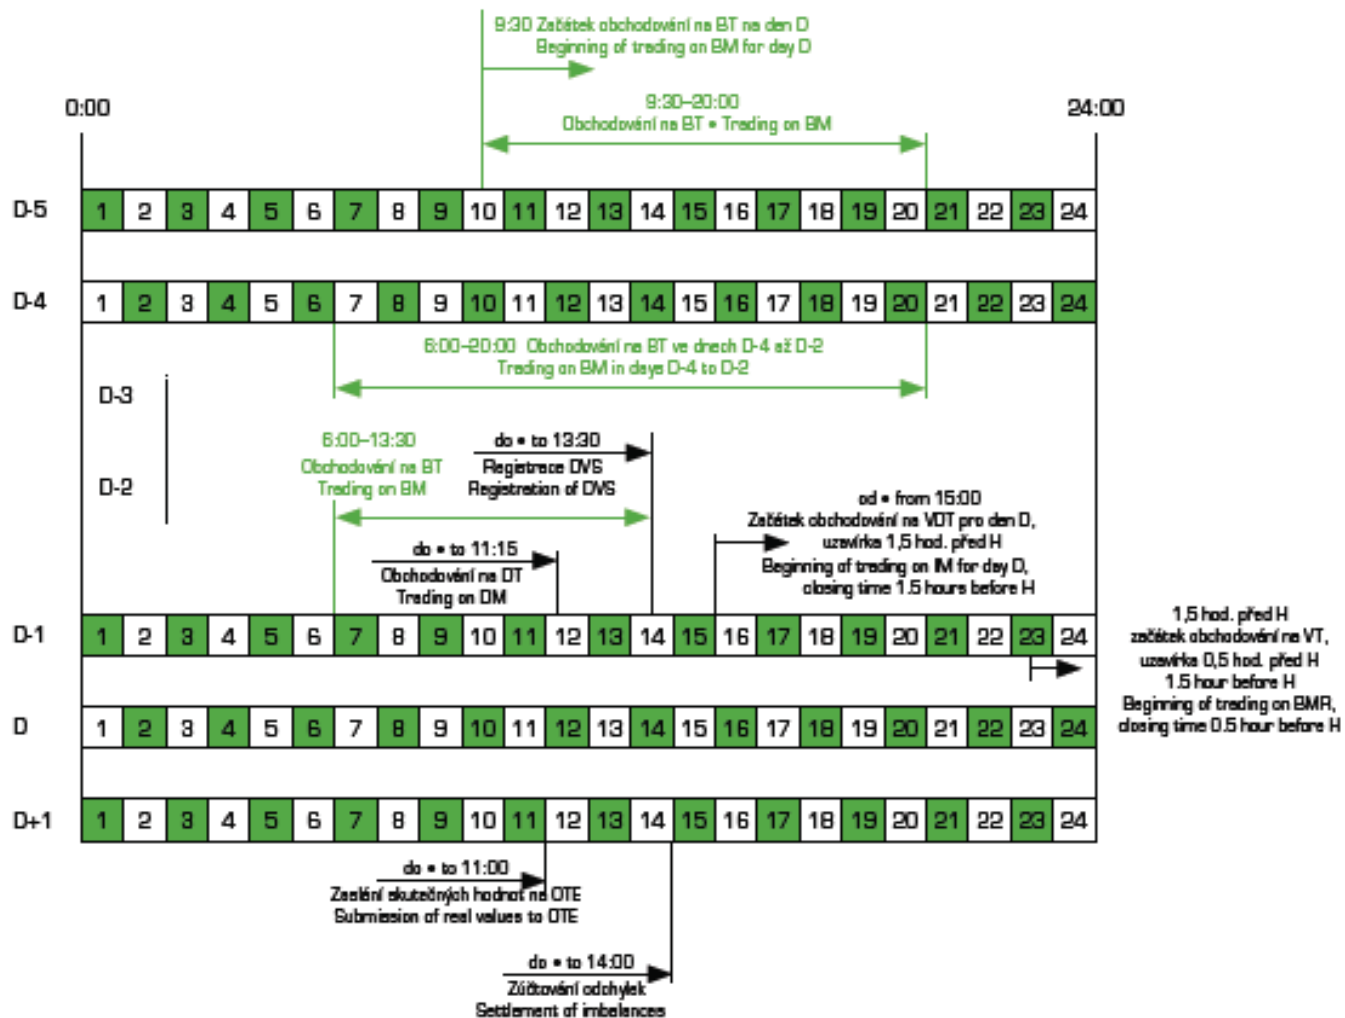 9:30 Začátek obchodování na BT na den D
Beginning of trading on BM for day D
0:00
9:30–20:00
24:00
Obchodování na BT • Trading on BM
D-5 1 2 3 4 5 6 7 8 9 10 11 12 13 14 15 16 17 18 19 20 21 22 23 24
D-4 1 2 3 4 5 6 7 8 9 10 11 12 13 14 15 16 17 18 19 20 21 22 23 24
6:00–20:00 Obchodování na BT ve dnech D-4 až D-2
Trading on BM in days D-4 to D-2
D-3
D-2
6:00–13:30
Obchodování na BT
Trading on BM
do • to 13:30
Registrace DVS
Registration of DVS
do • to 11:15
Obchodování na DT
Trading on DM
od • from 15:00
Začátek obchodování na VDT pro den D,
uzavírka 1,5 hod. před H
Beginning of trading on IM for day D,
closing time 1.5 hours before H
D-1 1 2 3 4 5 6 7 8 9 10 11 12 13 14 15 16 17 18 19 20 21 22 23 24
1,5 hod. před H
začátek obchodování na VT,
uzavírka 0,5 hod. před H
1.5 hour before H
Beginning of trading on BMR,
closing time 0.5 hour before H
D 1 2 3 4 5 6 7 8 9 10 11 12 13 14 15 16 17 18 19 20 21 22 23 24
D+1 1 2 3 4 5 6 7 8 9 10 11 12 13 14 15 16 17 18 19 20 21 22 23 24
do • to 11:00
Zaslání skutečných hodnot na OTE
Submission of real values to OTE
do • to 14:00
Zúčtování odchylek
Settlement of imbalances